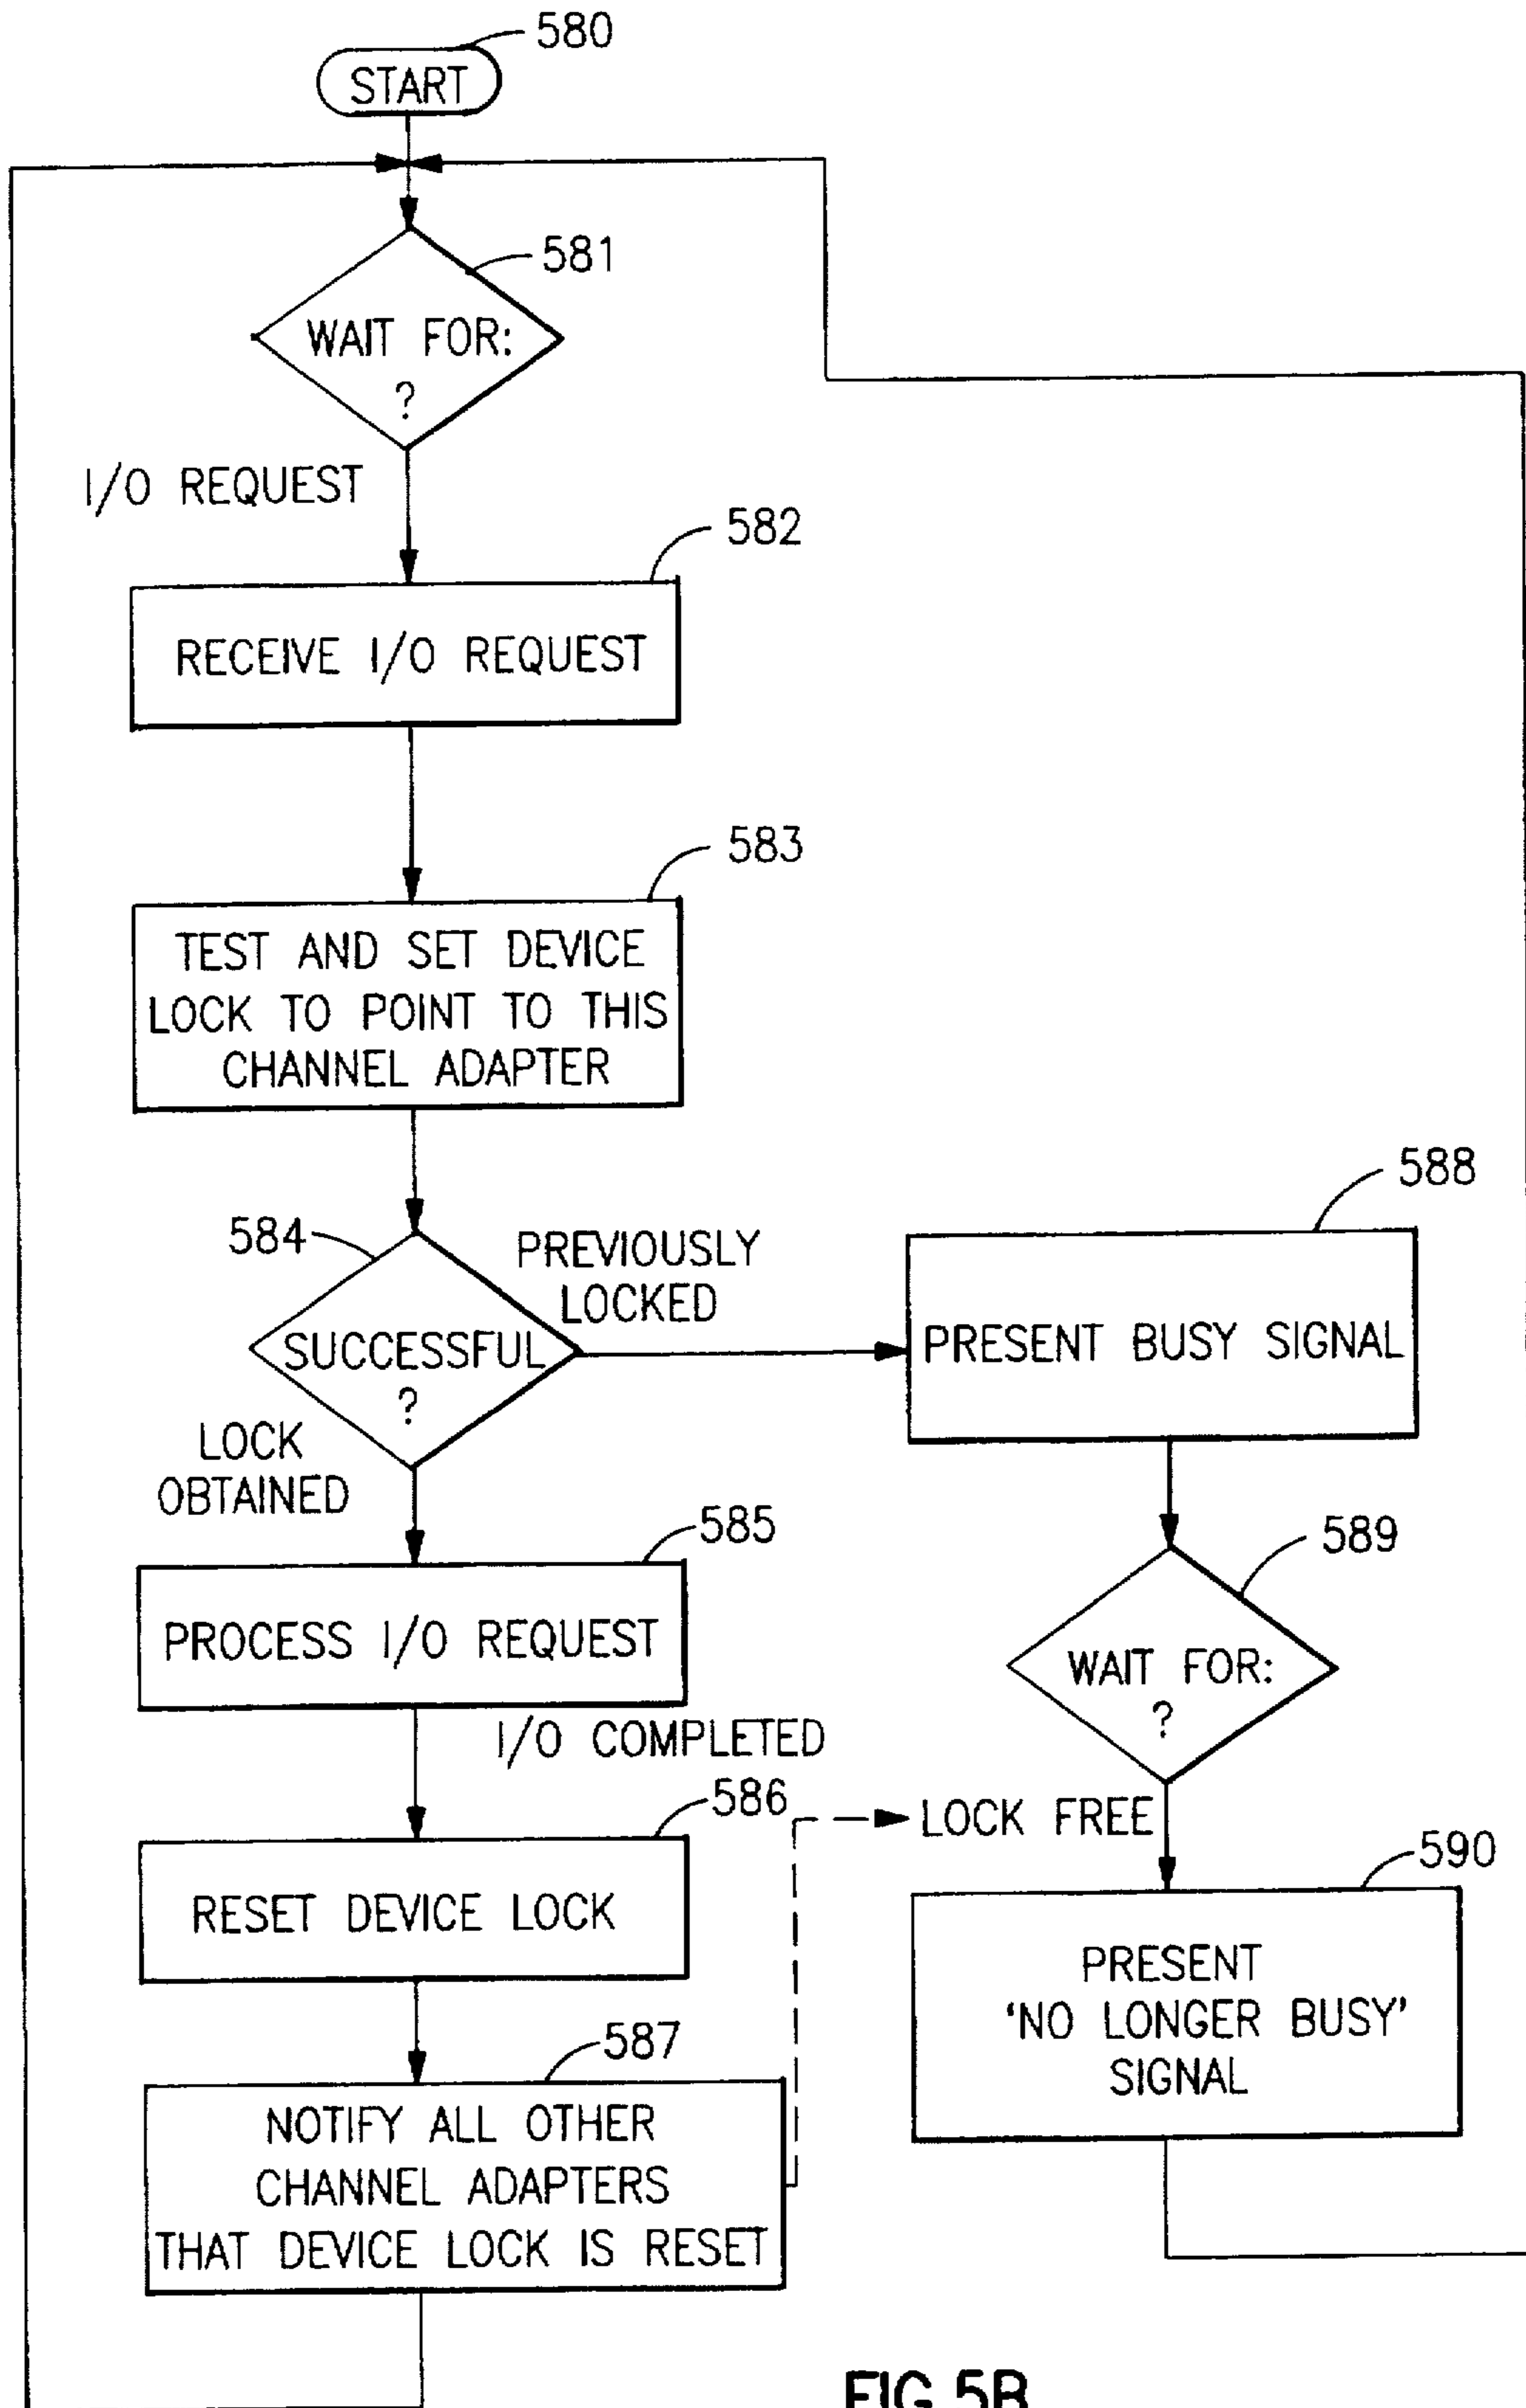 580
START
581
WAIT FOR:
?
I/O REQUEST
582
RECEIVE I/O REQUEST
583
TEST AND SET DEVICE
LOCK TO POINT TO THIS
CHANNEL ADAPTER
584
SUCCESSFUL
?
PREVIOUSLY
LOCKED
588
PRESENT BUSY SIGNAL
LOCK
OBTAINED
585
PROCESS I/O REQUEST
589
WAIT FOR:
?
I/O COMPLETED
586
RESET DEVICE LOCK
LOCK FREE
590
PRESENT
'NO LONGER BUSY'
SIGNAL
587
NOTIFY ALL OTHER
CHANNEL ADAPTERS
THAT DEVICE LOCK IS RESET
FIG.5B